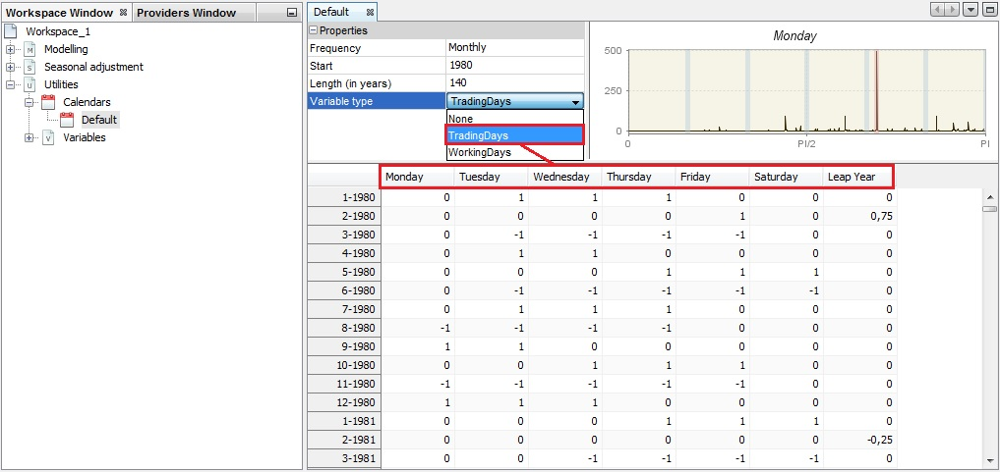 Workspace Window Providers Window
Workspace_1
Modelling
Seasonal adjustment
Utilities
Calendars
Default
Variables
Default
Properties
Frequency Monthly
Start 1980
Length (in years) 140
Variable type TradingDays
None
TradingDays
WorkingDays
Monday
500
250
0
0 PI/2 PI
Monday Tuesday Wednesday Thursday Friday Saturday Leap Year
1-1980 0 1 1 1 0 0 0
2-1980 0 0 0 0 1 0 0,75
3-1980 0 -1 -1 -1 -1 0 0
4-1980 0 1 1 0 0 0 0
5-1980 0 0 0 1 1 1 0
6-1980 0 -1 -1 -1 -1 -1 0
7-1980 0 1 1 1 0 0 0
8-1980 -1 -1 -1 -1 0 0 0
9-1980 1 1 0 0 0 0 0
10-1980 0 0 1 1 1 0 0
11-1980 -1 -1 -1 -1 -1 0 0
12-1980 1 1 1 0 0 0 0
1-1981 0 0 0 1 1 1 0
2-1981 0 0 0 0 0 0 -0,25
3-1981 0 0 -1 -1 -1 -1 0